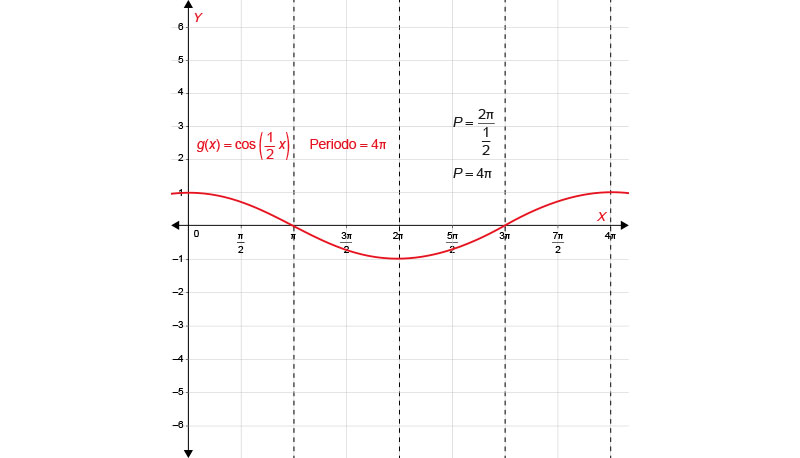 Y
6
5
4
3
2
1
g(x) = cos(1/2 x) Periodo = 4π
P = 2π/(1/2)
P = 4π
X
0 π/2 π 3π/2 2π 5π/2 3π 7π/2 4π
–1
–2
–3
–4
–5
–6